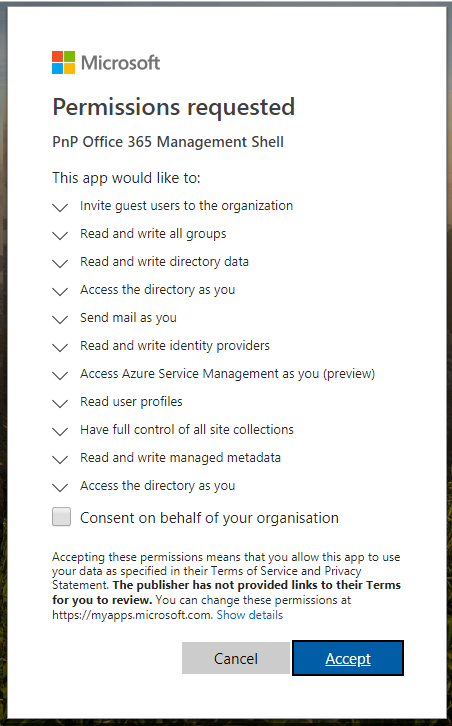 Microsoft
Permissions requested
PnP Office 365 Management Shell
This app would like to:
Invite guest users to the organization
Read and write all groups
Read and write directory data
Access the directory as you
Send mail as you
Read and write identity providers
Access Azure Service Management as you (preview)
Read user profiles
Have full control of all site collections
Read and write managed metadata
Access the directory as you
Consent on behalf of your organisation
Accepting these permissions means that you allow this app to use
your data as specified in their Terms of Service and Privacy
Statement. The publisher has not provided links to their Terms
for you to review. You can change these permissions at
https://myapps.microsoft.com. Show details
Cancel
Accept